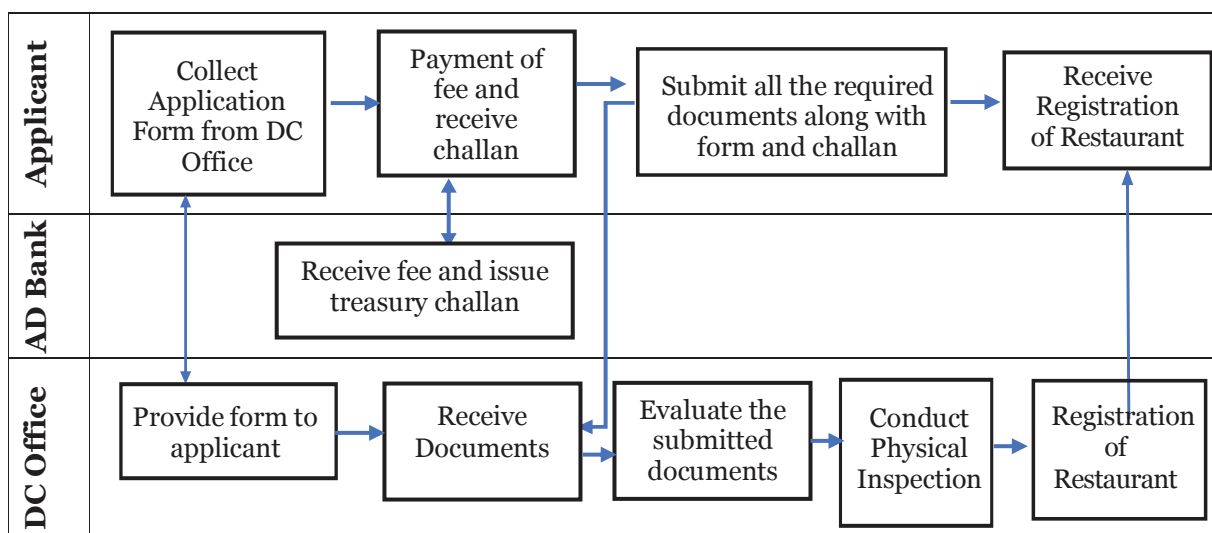 Applicant
Collect
Application
Form from DC
Office
Payment of
fee and
receive
challan
Submit all the required
documents along with
form and challan
Receive
Registration
of Restaurant
AD Bank
Receive fee and issue
treasury challan
DC Office
Provide form to
applicant
Receive
Documents
Evaluate the
submitted
documents
Conduct
Physical
Inspection
Registration
of
Restaurant